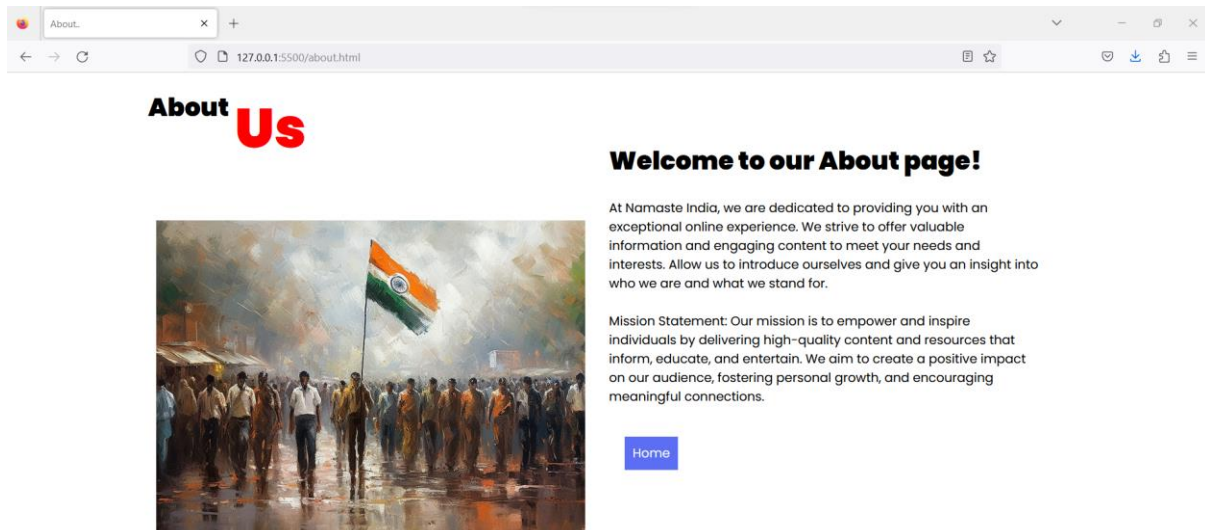 About..
127.0.0.1:5500/about.html
About Us
Welcome to our About page!
At Namaste India, we are dedicated to providing you with an
exceptional online experience. We strive to offer valuable
information and engaging content to meet your needs and
interests. Allow us to introduce ourselves and give you an insight into
who we are and what we stand for.
Mission Statement: Our mission is to empower and inspire
individuals by delivering high-quality content and resources that
inform, educate, and entertain. We aim to create a positive impact
on our audience, fostering personal growth, and encouraging
meaningful connections.
Home